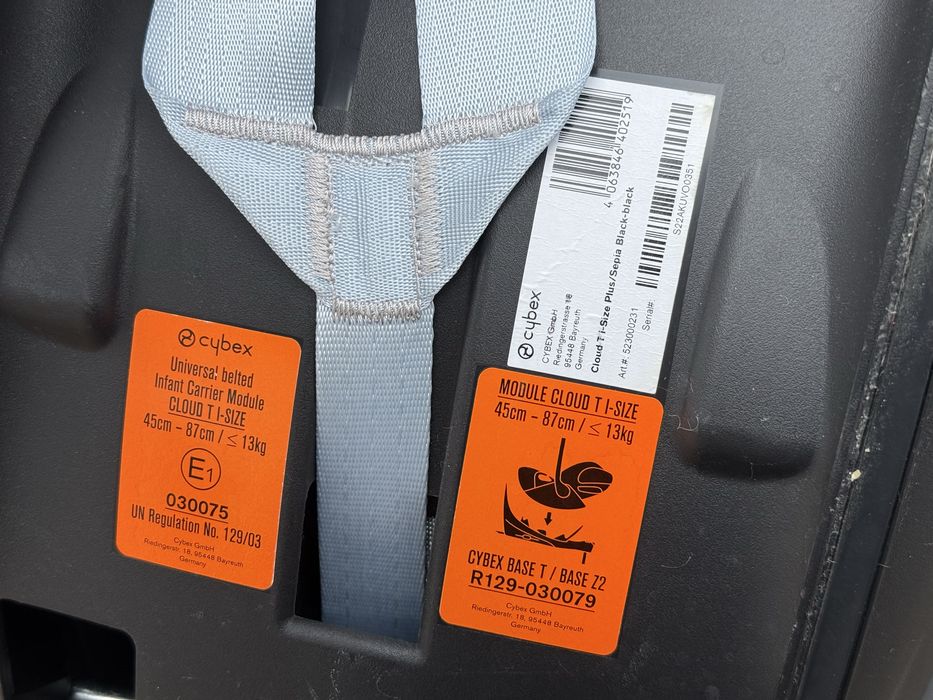 cybex
Universal belted
Infant Carrier Module
CLOUD T I-SIZE
45cm – 87cm / ≤ 13kg
E1
030075
UN Regulation No. 129/03
Cybex GmbH
Riedingerstr. 18, 95448 Bayreuth
Germany
4 063846 402519
S22AKUVO0351
cybex
CYBEX GmbH
Riedingerstrasse 18
95448 Bayreuth
Germany
Cloud T I-Size Plus/Sepia Black-black
Art.#: 523000231
Serial#:
MODULE CLOUD T I-SIZE
45cm – 87cm / ≤ 13kg
CYBEX BASE T / BASE Z2
R129-030079
Cybex GmbH
Riedingerstr. 18, 95448 Bayreuth
Germany